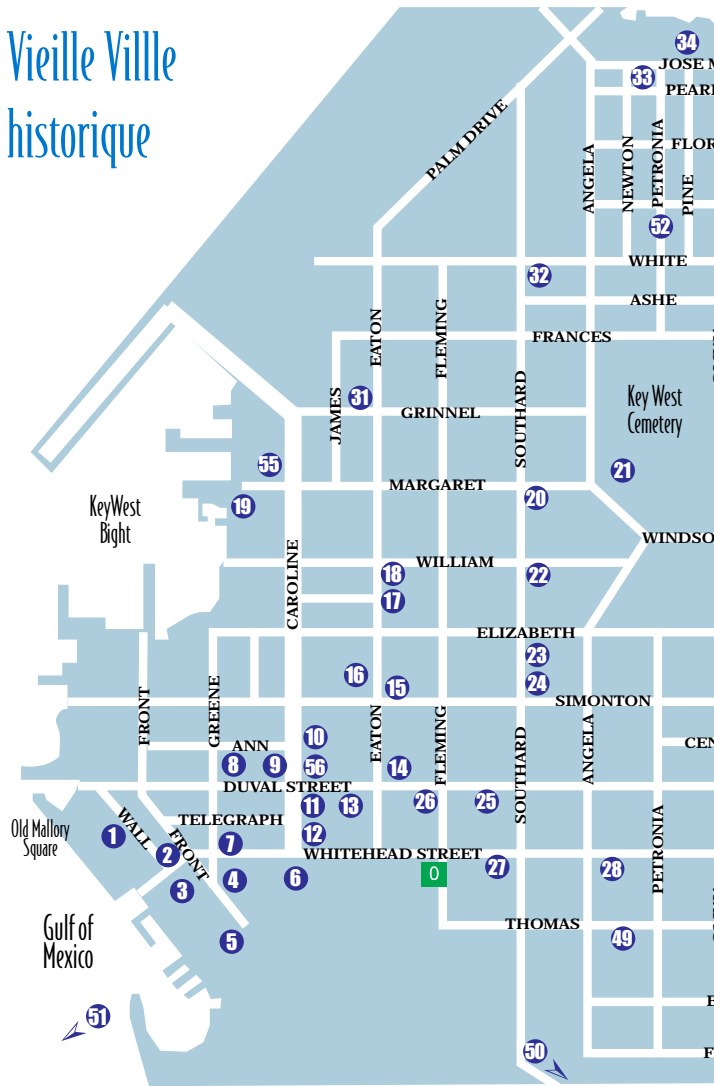 Vieille Villle
historique
34
JOSE M
33
PEARL
PALM DRIVE
FLOR
ANGELA
NEWTON
PETRONIA
PINE
52
WHITE
32
ASHE
EATON
FLEMING
FRANCES
JAMES
31
GRINNEL
SOUTHARD
Key West
Cemetery
55
21
MARGARET
20
19
KeyWest
Bight
CAROLINE
WINDSO
WILLIAM
18
22
17
ELIZABETH
23
16
15
24
SIMONTON
FRONT
GREENE
EATON
FLEMING
SOUTHARD
ANGELA
10
ANN
CEN
8
9
56
14
DUVAL STREET
11
13
26
25
TELEGRAPH
Old Mallory
Square
1
WALL
FRONT
2
7
12
WHITEHEAD STREET
PETRONIA
3
4
6
0
27
28
THOMAS
Gulf of
Mexico
5
49
51
50
F